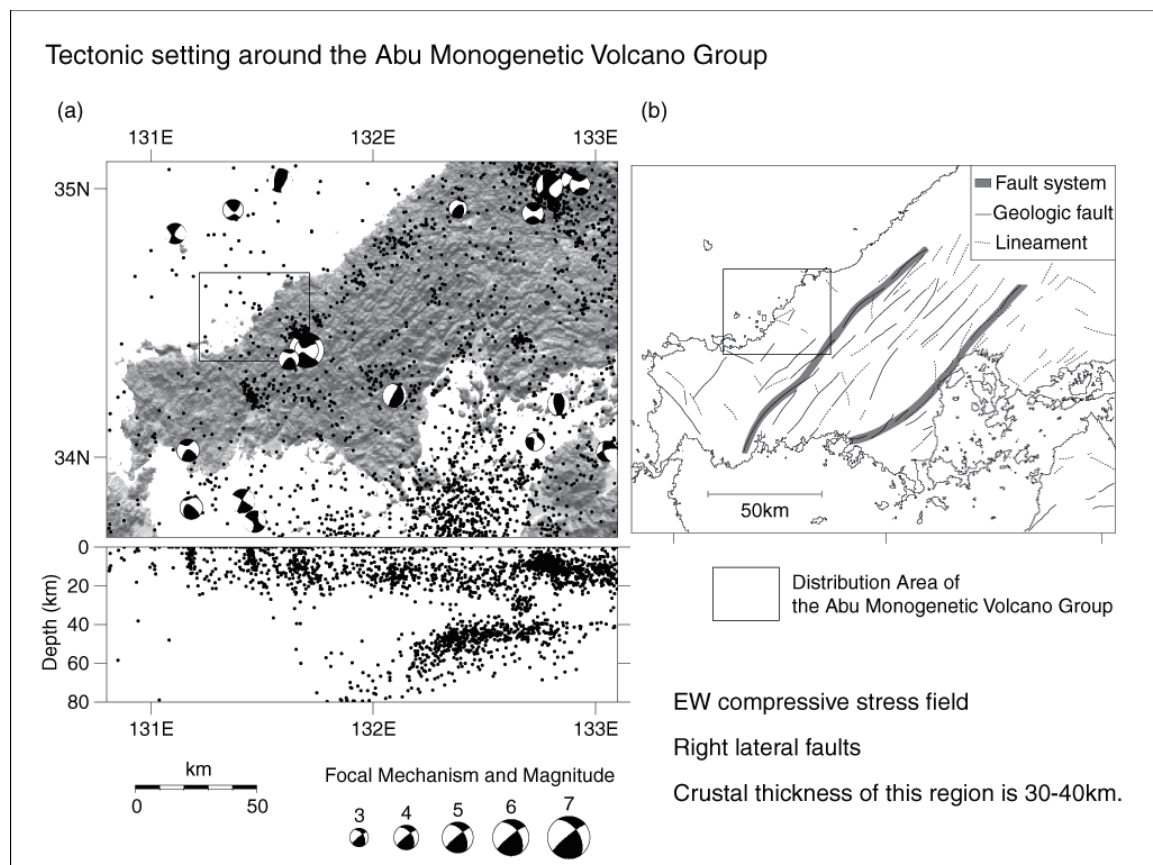 Tectonic setting around the Abu Monogenetic Volcano Group
(a)
131E 132E 133E
35N
34N
0
20
40
60
80
Depth (km)
131E 132E 133E
km
0 50
Focal Mechanism and Magnitude
3 4 5 6 7
(b)
Fault system
Geologic fault
Lineament
50km
Distribution Area of
the Abu Monogenetic Volcano Group
EW compressive stress field
Right lateral faults
Crustal thickness of this region is 30-40km.